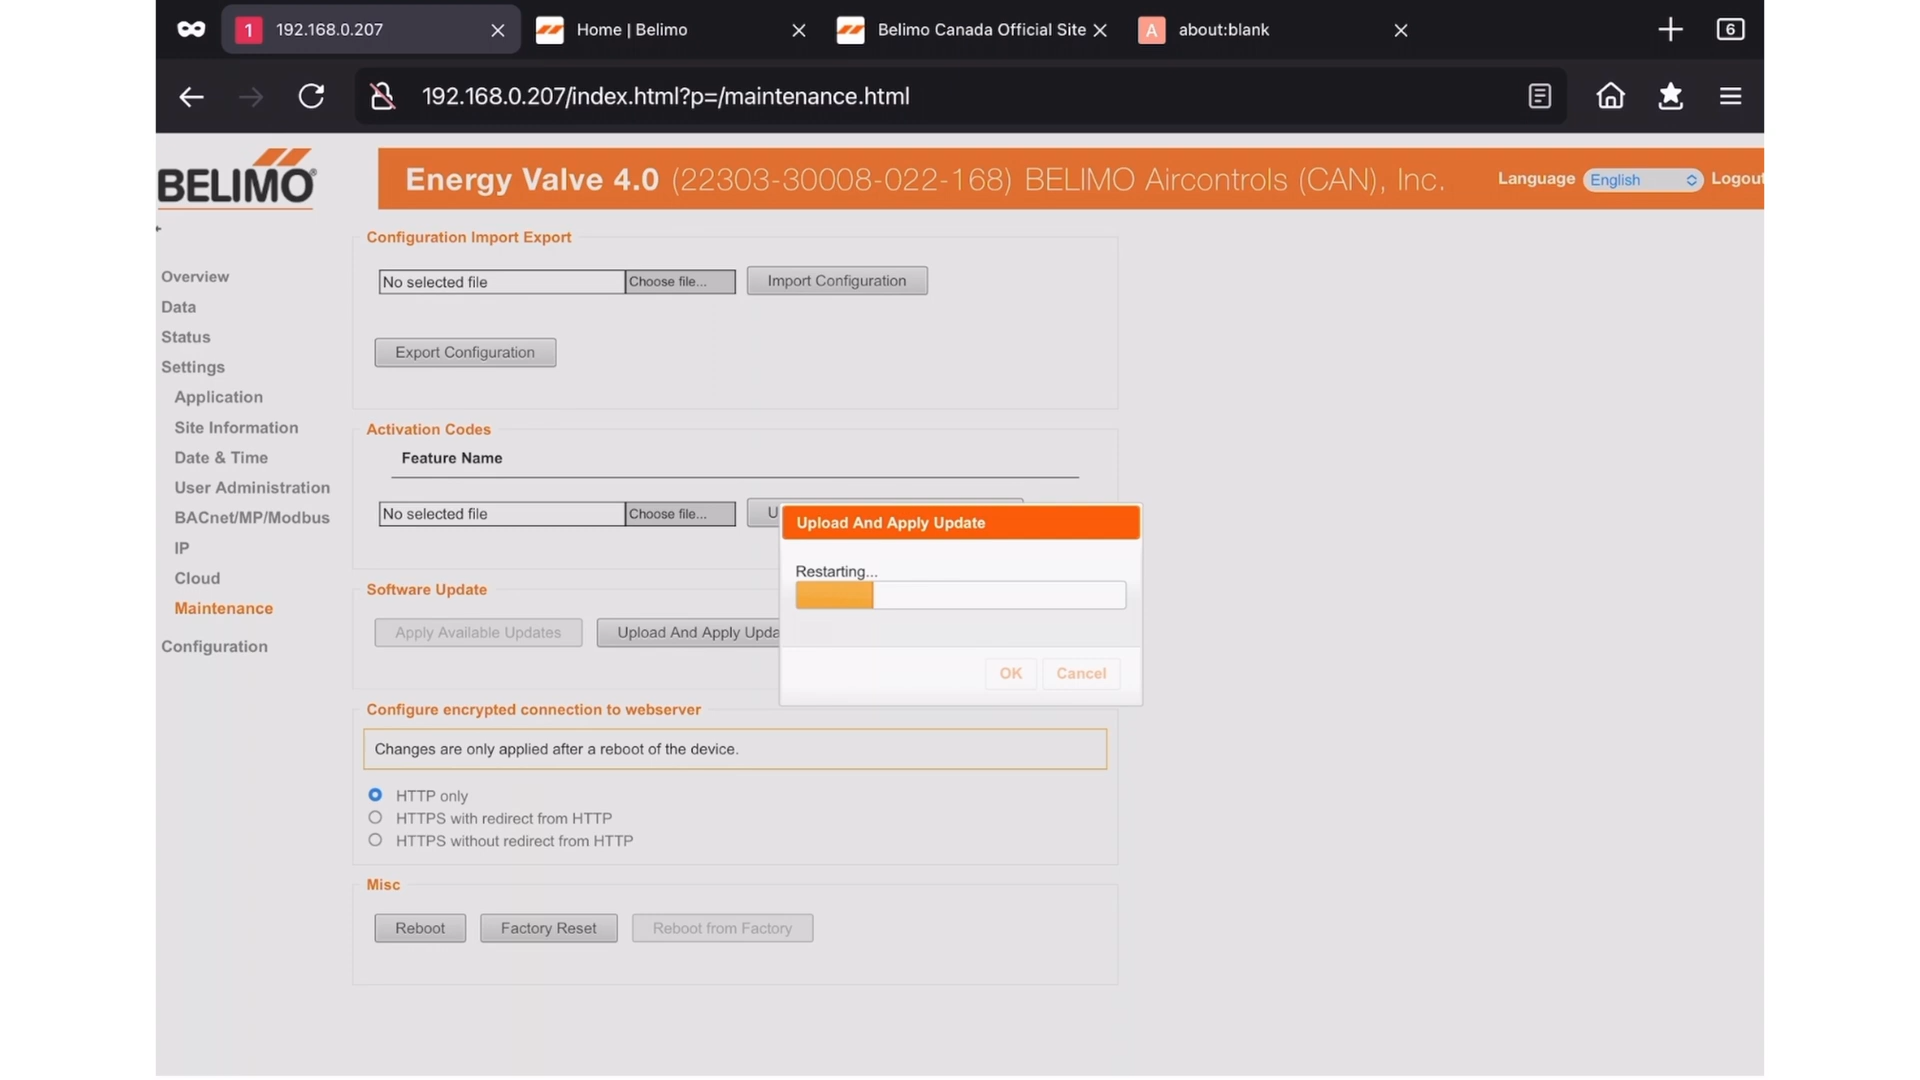 1 192.168.0.207
Home | Belimo
Belimo Canada Official Site
A about:blank
6
192.168.0.207/index.html?p=/maintenance.html
BELIMO®
Energy Valve 4.0 (22303-30008-022-168) BELIMO Aircontrols (CAN), Inc.
Language English Logout
Configuration Import Export
No selected file Choose file... Import Configuration
Export Configuration
Overview
Data
Status
Settings
Application
Site Information
Date & Time
User Administration
BACnet/MP/Modbus
IP
Cloud
Maintenance
Configuration
Activation Codes
Feature Name
No selected file Choose file... U
Upload And Apply Update
Restarting...
OK Cancel
Software Update
Apply Available Updates Upload And Apply Upda
Configure encrypted connection to webserver
Changes are only applied after a reboot of the device.
HTTP only
HTTPS with redirect from HTTP
HTTPS without redirect from HTTP
Misc
Reboot Factory Reset Reboot from Factory